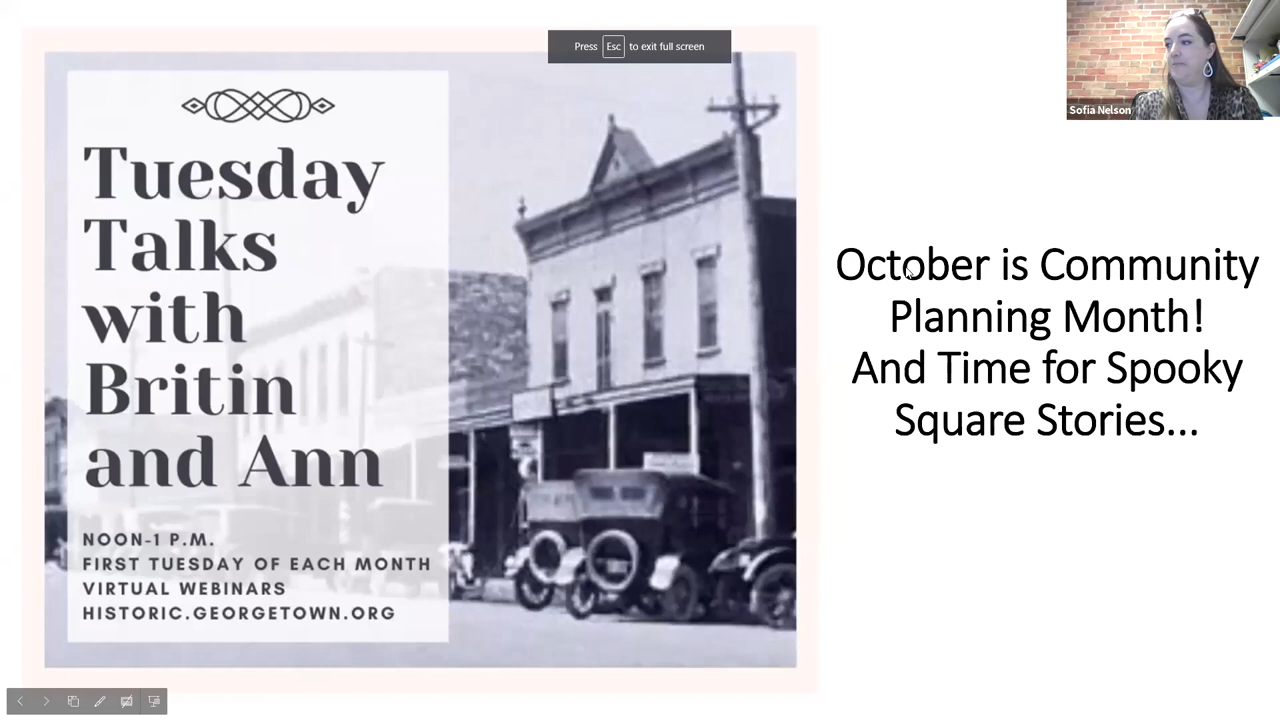 Press Esc to exit full screen
Sofia Nelson
Tuesday
Talks
with
Britin
and Ann
NOON-1 P.M.
FIRST TUESDAY OF EACH MONTH
VIRTUAL WEBINARS
HISTORIC.GEORGETOWN.ORG
October is Community
Planning Month!
And Time for Spooky
Square Stories...